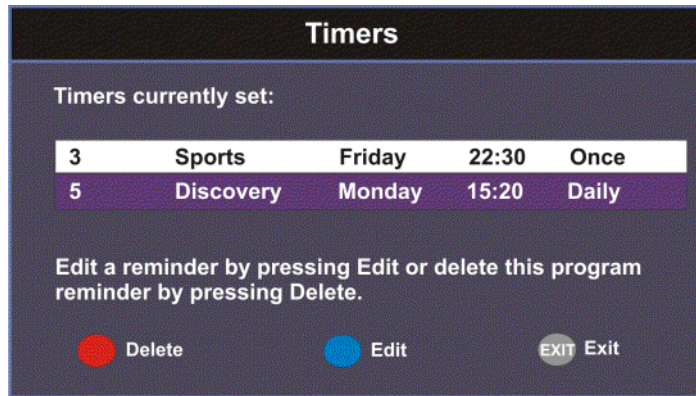 Timers
Timers currently set:
3 Sports Friday 22:30 Once
5 Discovery Monday 15:20 Daily
Edit a reminder by pressing Edit or delete this program
reminder by pressing Delete.
Delete Edit EXIT Exit